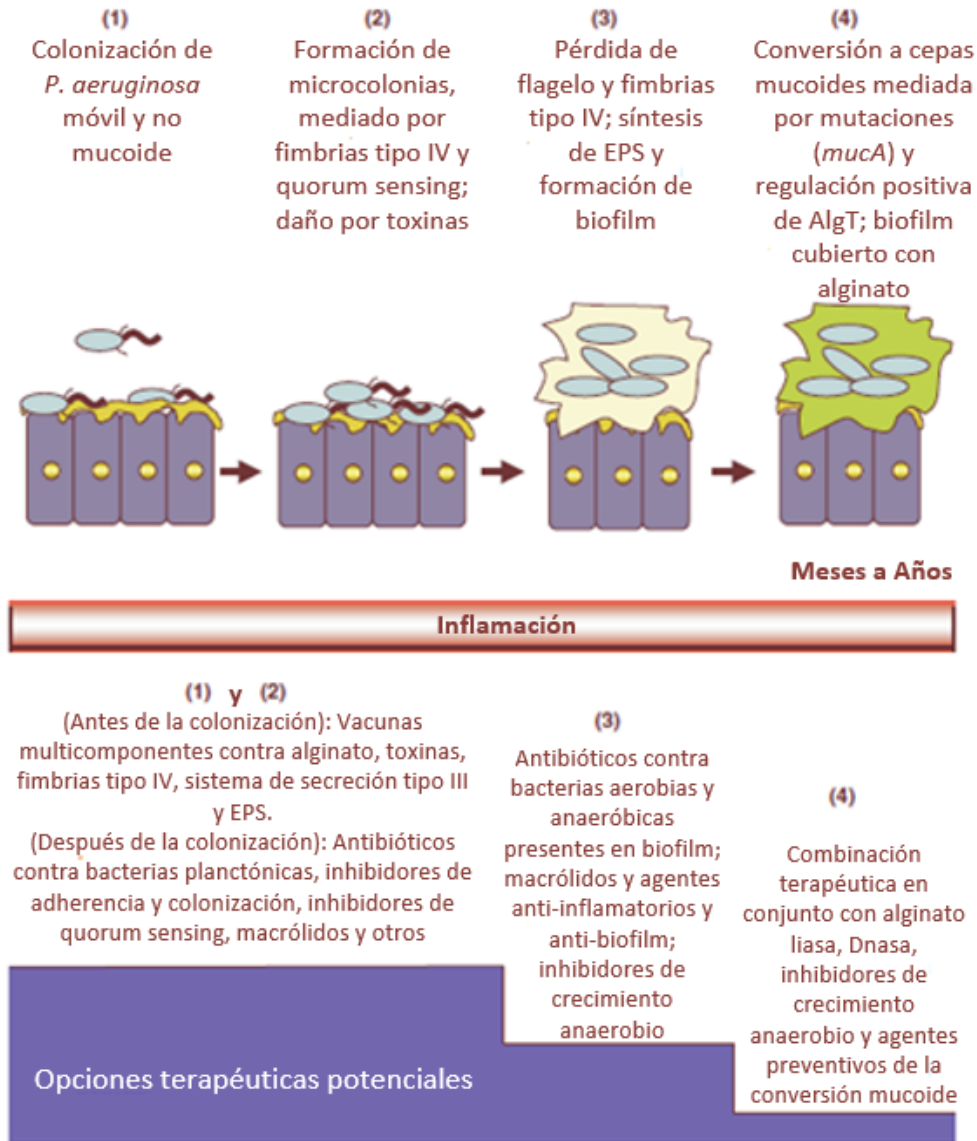 (1)
Colonización de
P. aeruginosa
móvil y no
mucoide
(2)
Formación de
microcolonias,
mediado por
fimbrias tipo IV y
quorum sensing;
daño por toxinas
(3)
Pérdida de
flagelo y fimbrias
tipo IV; síntesis
de EPS y
formación de
biofilm
(4)
Conversión a cepas
mucoides mediada
por mutaciones
(mucA) y
regulación positiva
de AlgT; biofilm
cubierto con
alginato
Meses a Años
Inflamación
(1) y (2)
(Antes de la colonización): Vacunas
multicomponentes contra alginato, toxinas,
fimbrias tipo IV, sistema de secreción tipo III
y EPS.
(Después de la colonización): Antibióticos
contra bacterias planctónicas, inhibidores de
adherencia y colonización, inhibidores de
quorum sensing, macrólidos y otros
(3)
Antibióticos contra
bacterias aerobias y
anaeróbicas
presentes en biofilm;
macrólidos y agentes
anti-inflamatorios y
anti-biofilm;
inhibidores de
crecimiento
anaerobio
(4)
Combinación
terapéutica en
conjunto con alginato
liasa, Dnasa,
inhibidores de
crecimiento
anaerobio y agentes
preventivos de la
conversión mucoide
Opciones terapéuticas potenciales